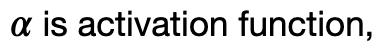 α is activation function,